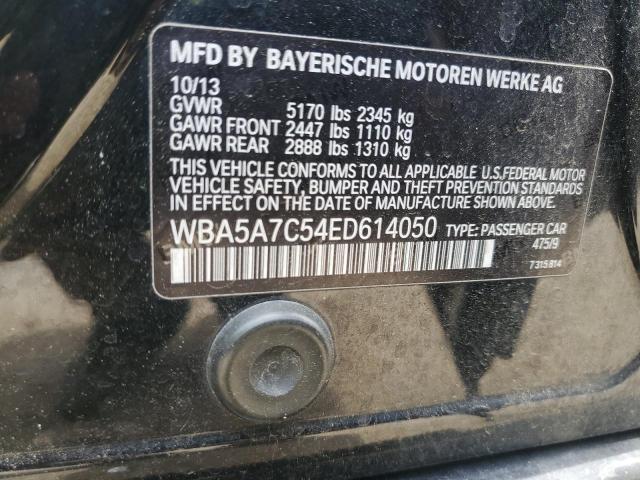 MFD BY BAYERISCHE MOTOREN WERKE AG
10/13
GVWR 5170 lbs 2345 kg
GAWR FRONT 2447 lbs 1110 kg
GAWR REAR 2888 lbs 1310 kg
THIS VEHICLE CONFORMS TO ALL APPLICABLE U.S.FEDERAL MOTOR
VEHICLE SAFETY, BUMPER AND THEFT PREVENTION STANDARDS
IN EFFECT ON THE DATE OF MANUFACTURE SHOWN ABOVE.
WBA5A7C54ED614050 TYPE: PASSENGER CAR
475/9
7315814